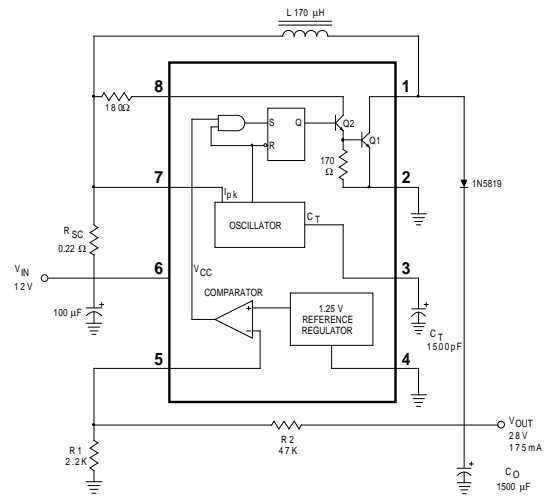 L 170 µH
8
1
180Ω
S
Q
Q2
Q1
R
170
Ω
7
2
Ipk
1N5819
OSCILLATOR
CT
RSC
0.22 Ω
VCC
VIN
12V
6
3
COMPARATOR
+
100 µF
+
1.25 V
REFERENCE
REGULATOR
+
–
CT
1500pF
5
4
R2
47K
VOUT
28V
175mA
R1
2.2K
+
CO
1500 µF